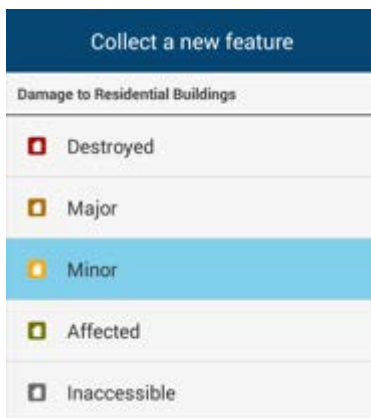 Collect a new feature
Damage to Residential Buildings
Destroyed
Major
Minor
Affected
Inaccessible